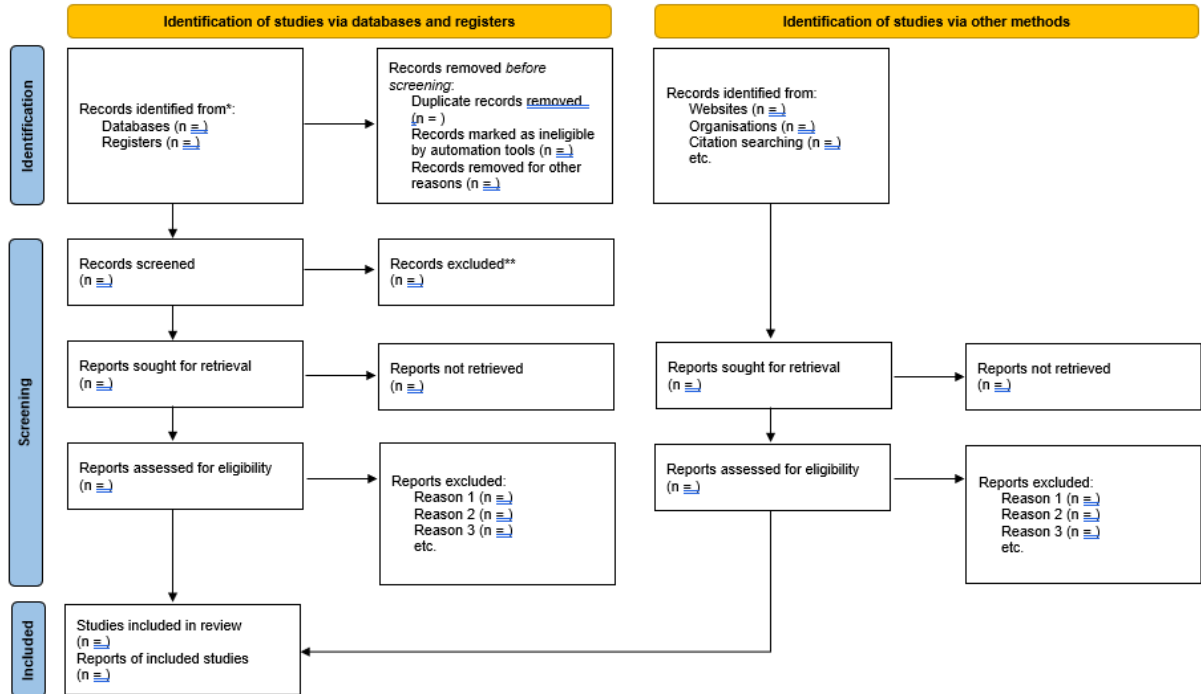 Identification of studies via databases and registers
Identification of studies via other methods
Identification
Records identified from*:
Databases (n = )
Registers (n = )
Records removed before
screening:
Duplicate records removed
(n = )
Records marked as ineligible
by automation tools (n = )
Records removed for other
reasons (n = )
Records identified from:
Websites (n = )
Organisations (n = )
Citation searching (n = )
etc.
Screening
Records screened
(n = )
Records excluded**
(n = )
Reports sought for retrieval
(n = )
Reports not retrieved
(n = )
Reports sought for retrieval
(n = )
Reports not retrieved
(n = )
Reports assessed for eligibility
(n = )
Reports excluded:
Reason 1 (n = )
Reason 2 (n = )
Reason 3 (n = )
etc.
Reports assessed for eligibility
(n = )
Reports excluded:
Reason 1 (n = )
Reason 2 (n = )
Reason 3 (n = )
etc.
Included
Studies included in review
(n = )
Reports of included studies
(n = )